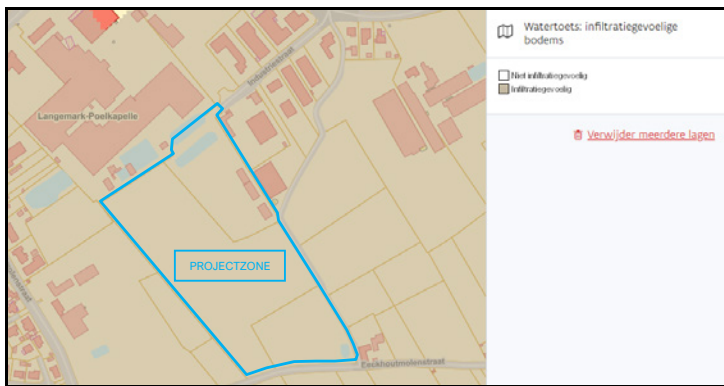 Industriestraat
Langemark-Poelkapelle
PROJECTZONE
Eeckhoutmolenstraat
Watertoets: infiltratiegevoelige
bodems
Niet infiltratiegevoelig
Infiltratiegevoelig
Verwijder meerdere lagen